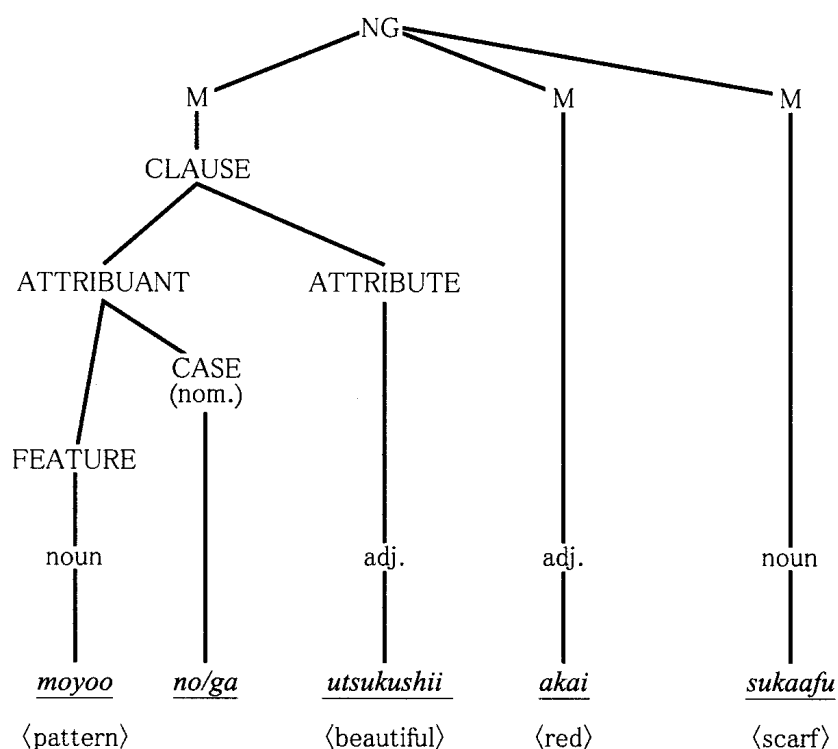 NG
M M M
CLAUSE
ATTRIBUANT ATTRIBUTE
CASE
(nom.)
FEATURE
noun adj. adj. noun
moyoo no/ga utsukushii akai sukaafu
⟨pattern⟩ ⟨beautiful⟩ ⟨red⟩ ⟨scarf⟩